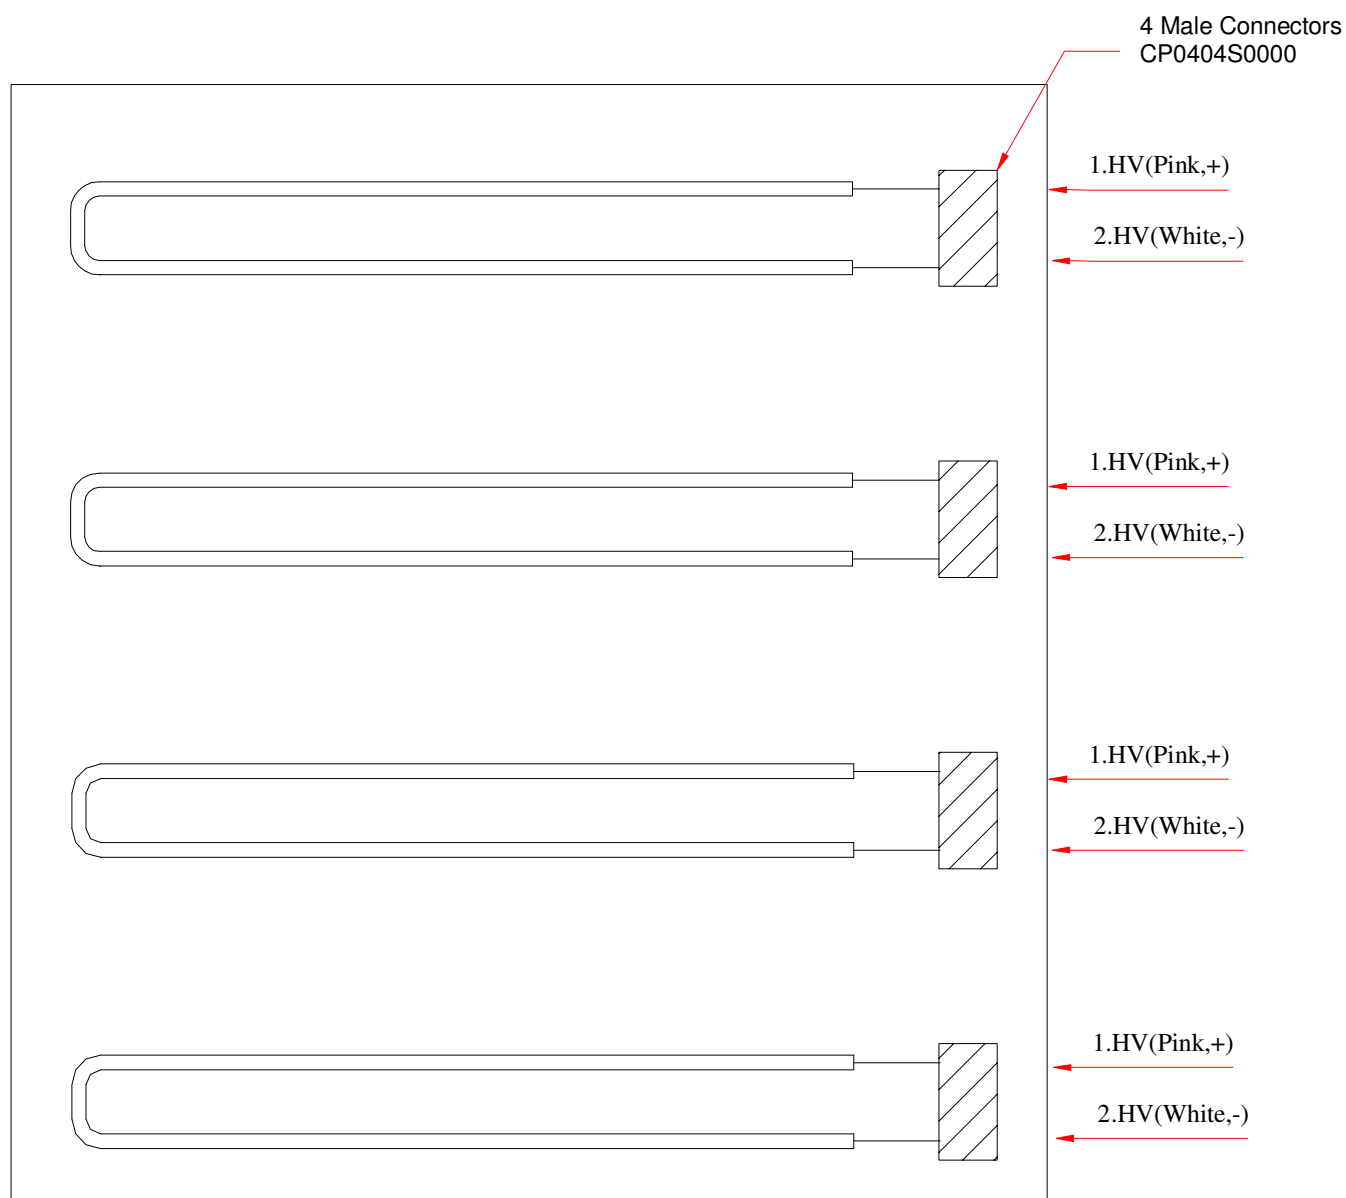 4 Male Connectors
CP0404S0000
1.HV(Pink,+)
2.HV(White,-)
1.HV(Pink,+)
2.HV(White,-)
1.HV(Pink,+)
2.HV(White,-)
1.HV(Pink,+)
2.HV(White,-)